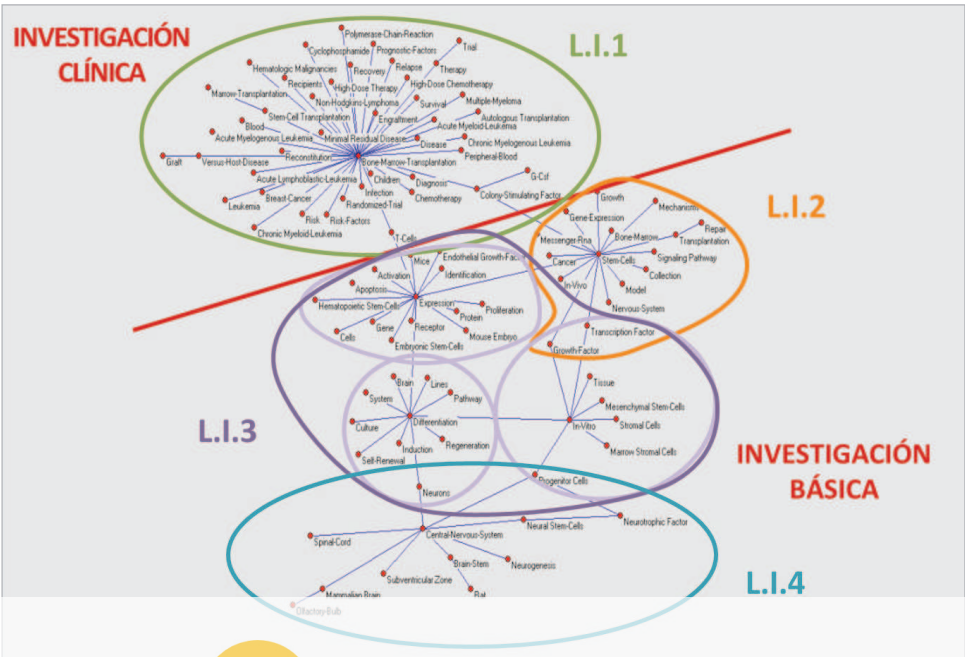 INVESTIGACIÓN
CLÍNICA
L.I.1
Polymerase-Chain-Reaction
Cyclophosphamide
Prognostic-Factors
Trial
Hematologic Malignancies
Recovery
Relapse
Therapy
Recipients
High-Dose Therapy
High-Dose Chemotherapy
Marrow-Transplantation
Non-Hodgkins-Lymphoma
Survival
Multiple-Myeloma
Stem-Cell Transplantation
Engraftment
Autologous Transplantation
Blood
Acute Myeloid-Leukemia
Acute Myelogenous Leukemia
Minimal Residual Disease
Disease
Chronic Myelogenous Leukemia
Graft
Versus-Host-Disease
Reconstitution
Bone-Marrow-Transplantation
Peripheral-Blood
Acute Lymphoblastic-Leukemia
Children
Diagnosis
G-Csf
Infection
Chemotherapy
Colony-Stimulating Factor
Leukemia
Breast-Cancer
Randomized-Trial
Risk
Risk-Factors
Chronic Myeloid-Leukemia
T-Cells
L.I.2
Growth
Mechanisms
Gene-Expression
Repair
Messenger-Rna
Bone-Marrow
Transplantation
Cancer
Stem-Cells
Signaling Pathway
Collection
In-Vivo
Model
Nervous-System
Transcription Factor
Growth-Factor
Mice
Endothelial Growth-Factor
Activation
Identification
Apoptosis
Hematopoietic Stem-Cells
Expression
Proliferation
Protein
Gene
Receptor
Cells
Mouse Embryo
Embryonic Stem-Cells
L.I.3
Brain
Lines
System
Pathway
Culture
Differentiation
Induction
Regeneration
Self-Renewal
Neurons
Tissue
Mesenchymal Stem-Cells
In-Vitro
Stromal Cells
Marrow Stromal Cells
Progenitor Cells
INVESTIGACIÓN
BÁSICA
Neural Stem-Cells
Neurotrophic Factor
Spinal-Cord
Central-Nervous-System
Brain-Stem
Neurogenesis
Subventricular Zone
Mammalian Brain
Rat
Olfactory-Bulb
L.I.4